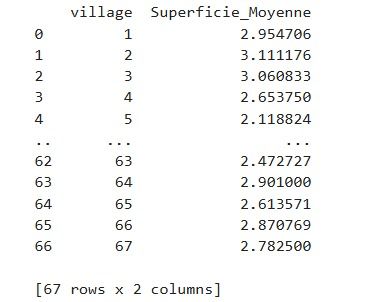 village Superficie_Moyenne
0 1 2.954706
1 2 3.111176
2 3 3.060833
3 4 2.653750
4 5 2.118824
.. ... ...
62 63 2.472727
63 64 2.901000
64 65 2.613571
65 66 2.870769
66 67 2.782500
[67 rows x 2 columns]